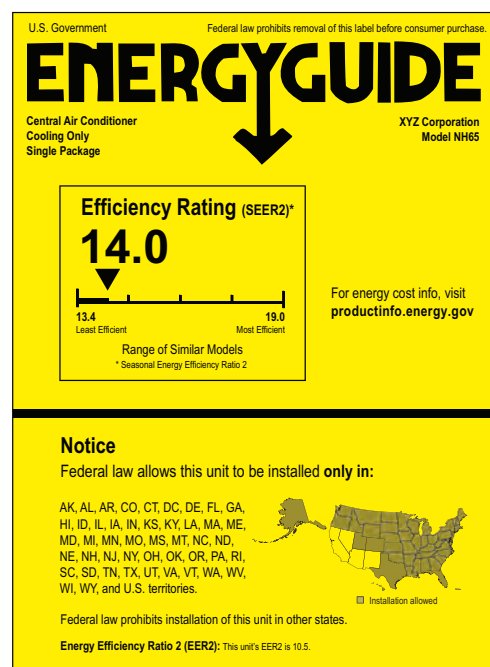 U.S. Government
Federal law prohibits removal of this label before consumer purchase.
ENERGYGUIDE
Central Air Conditioner
Cooling Only
Single Package
XYZ Corporation
Model NH65
Efficiency Rating (SEER2)*
14.0
13.4
Least Efficient
19.0
Most Efficient
Range of Similar Models
* Seasonal Energy Efficiency Ratio 2
For energy cost info, visit
productinfo.energy.gov
Notice
Federal law allows this unit to be installed only in:
AK, AL, AR, CO, CT, DC, DE, FL, GA,
HI, ID, IL, IA, IN, KS, KY, LA, MA, ME,
MD, MI, MN, MO, MS, MT, NC, ND,
NE, NH, NJ, NY, OH, OK, OR, PA, RI,
SC, SD, TN, TX, UT, VA, VT, WA, WV,
WI, WY, and U.S. territories.
Installation allowed
Federal law prohibits installation of this unit in other states.
Energy Efficiency Ratio 2 (EER2): This unit's EER2 is 10.5.